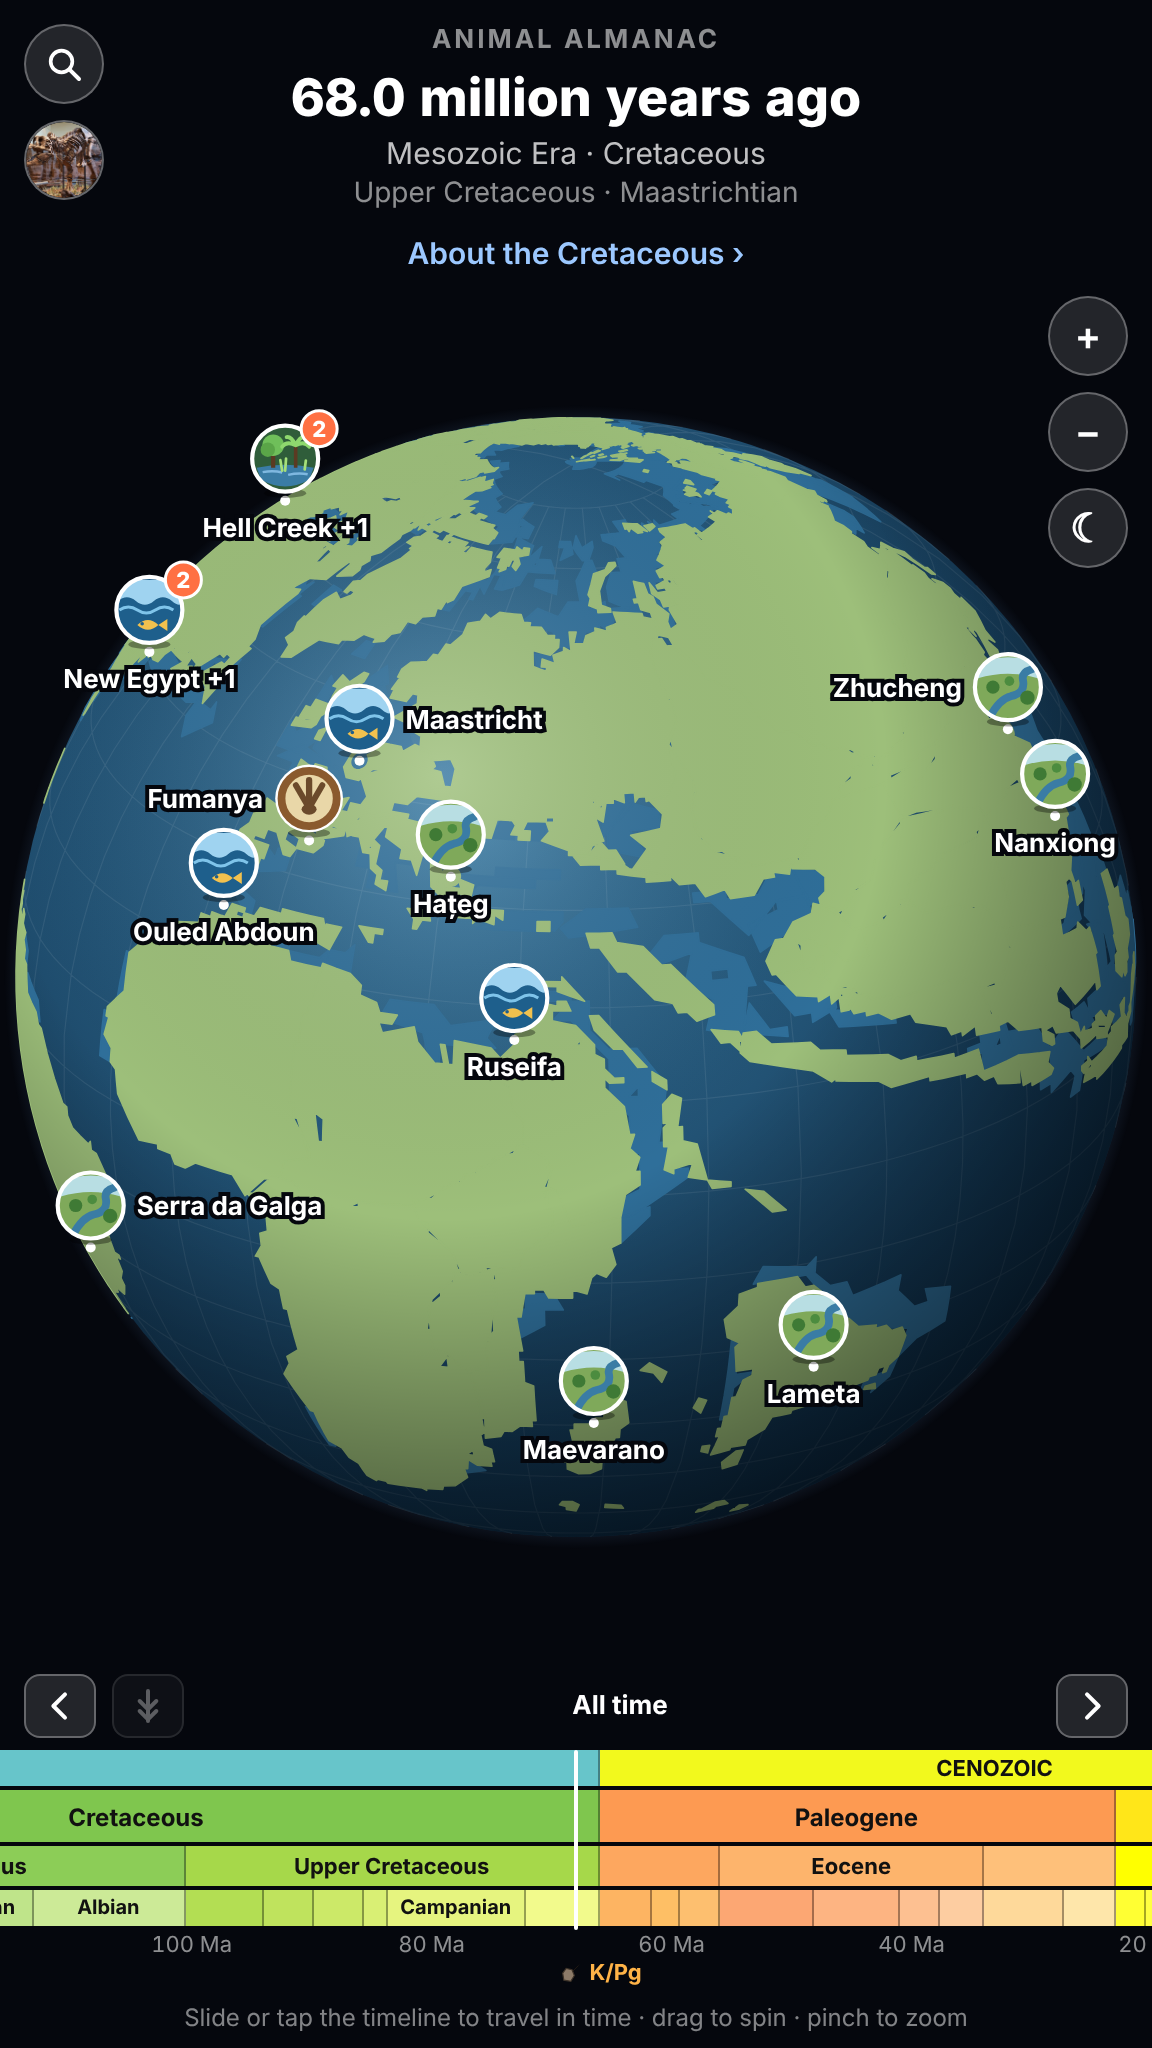 ANIMAL ALMANAC
68.0 million years ago
Mesozoic Era · Cretaceous
Upper Cretaceous · Maastrichtian
About the Cretaceous ›
+
−
2
Hell Creek +1
2
New Egypt +1
Maastricht
Zhucheng
Fumanya
Nanxiong
Hațeg
Ouled Abdoun
Ruseifa
Serra da Galga
Lameta
Maevarano
All time
CENOZOIC
Cretaceous
Paleogene
us
Upper Cretaceous
Eocene
n
Albian
Campanian
100 Ma
80 Ma
60 Ma
40 Ma
20
K/Pg
Slide or tap the timeline to travel in time · drag to spin · pinch to zoom